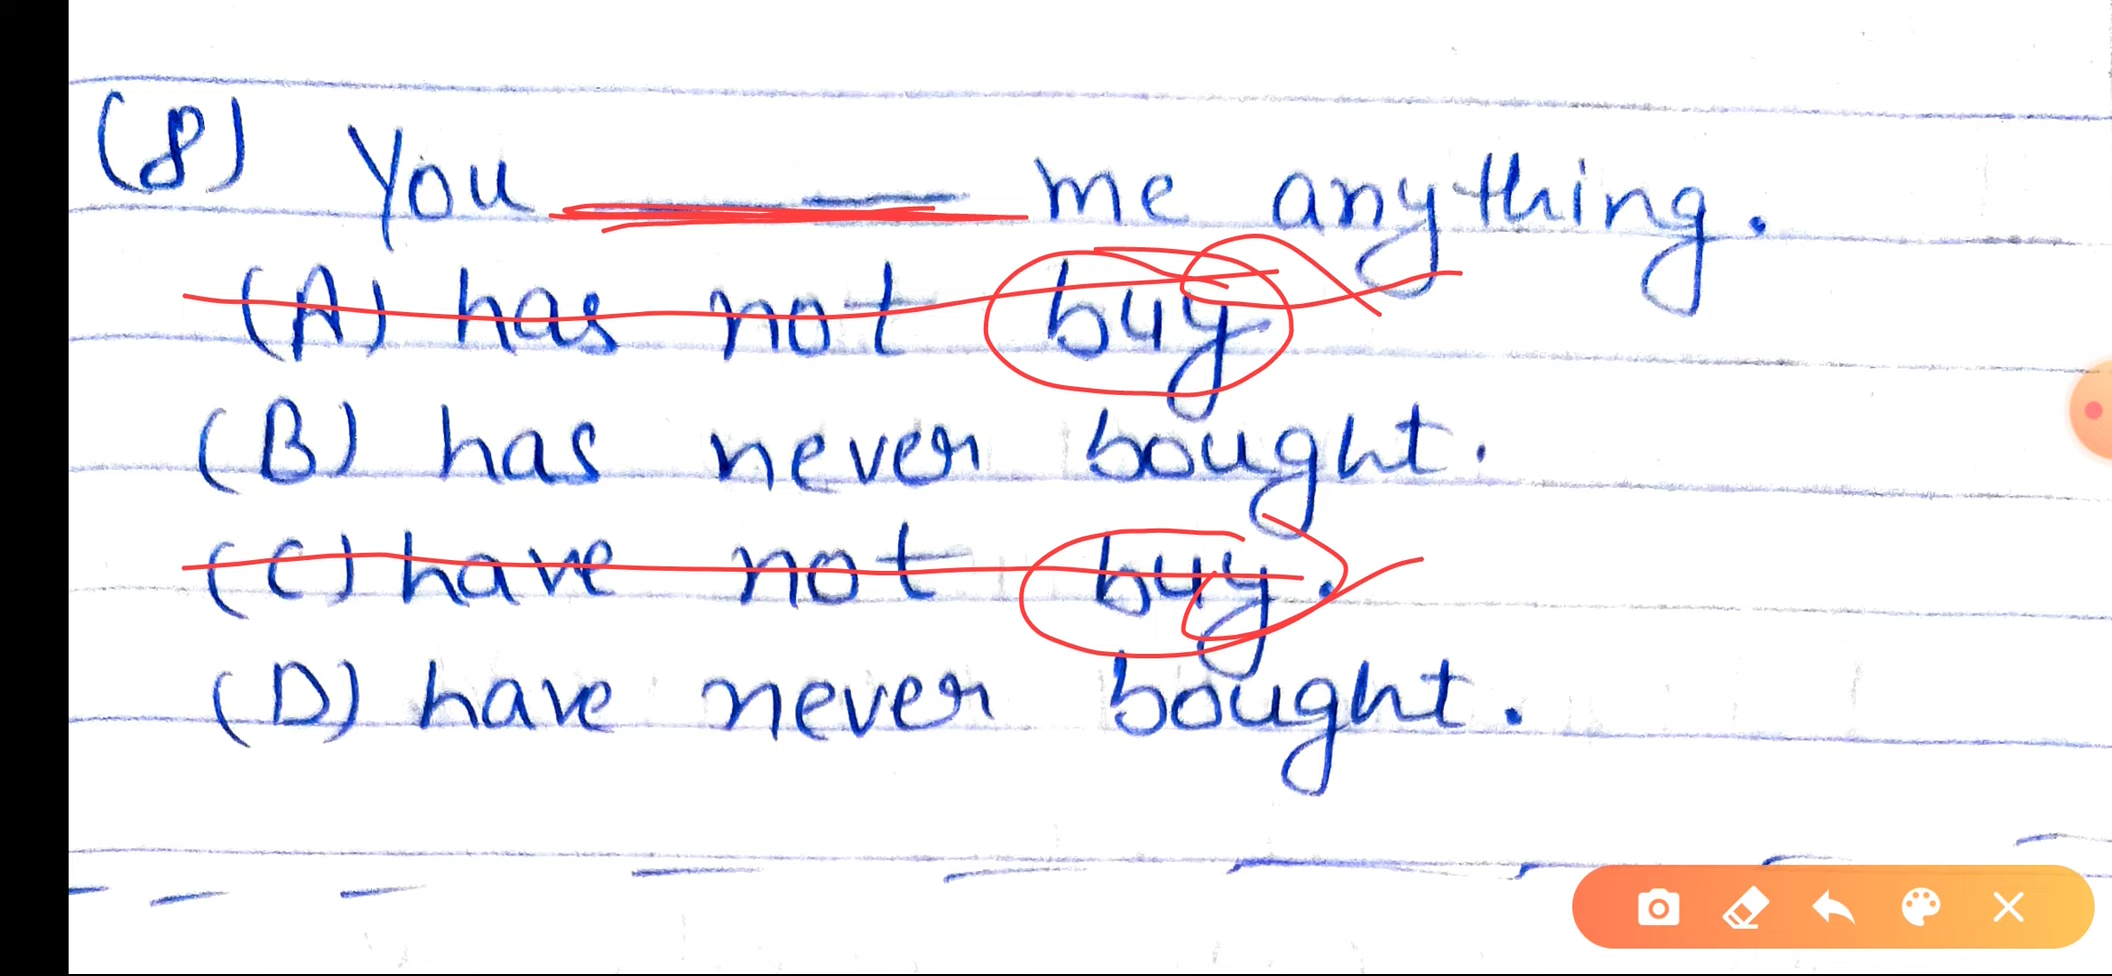 (8) You ______ me anything.
(A) has not buy
(B) has never bought.
(C) have not buy.
(D) have never bought.